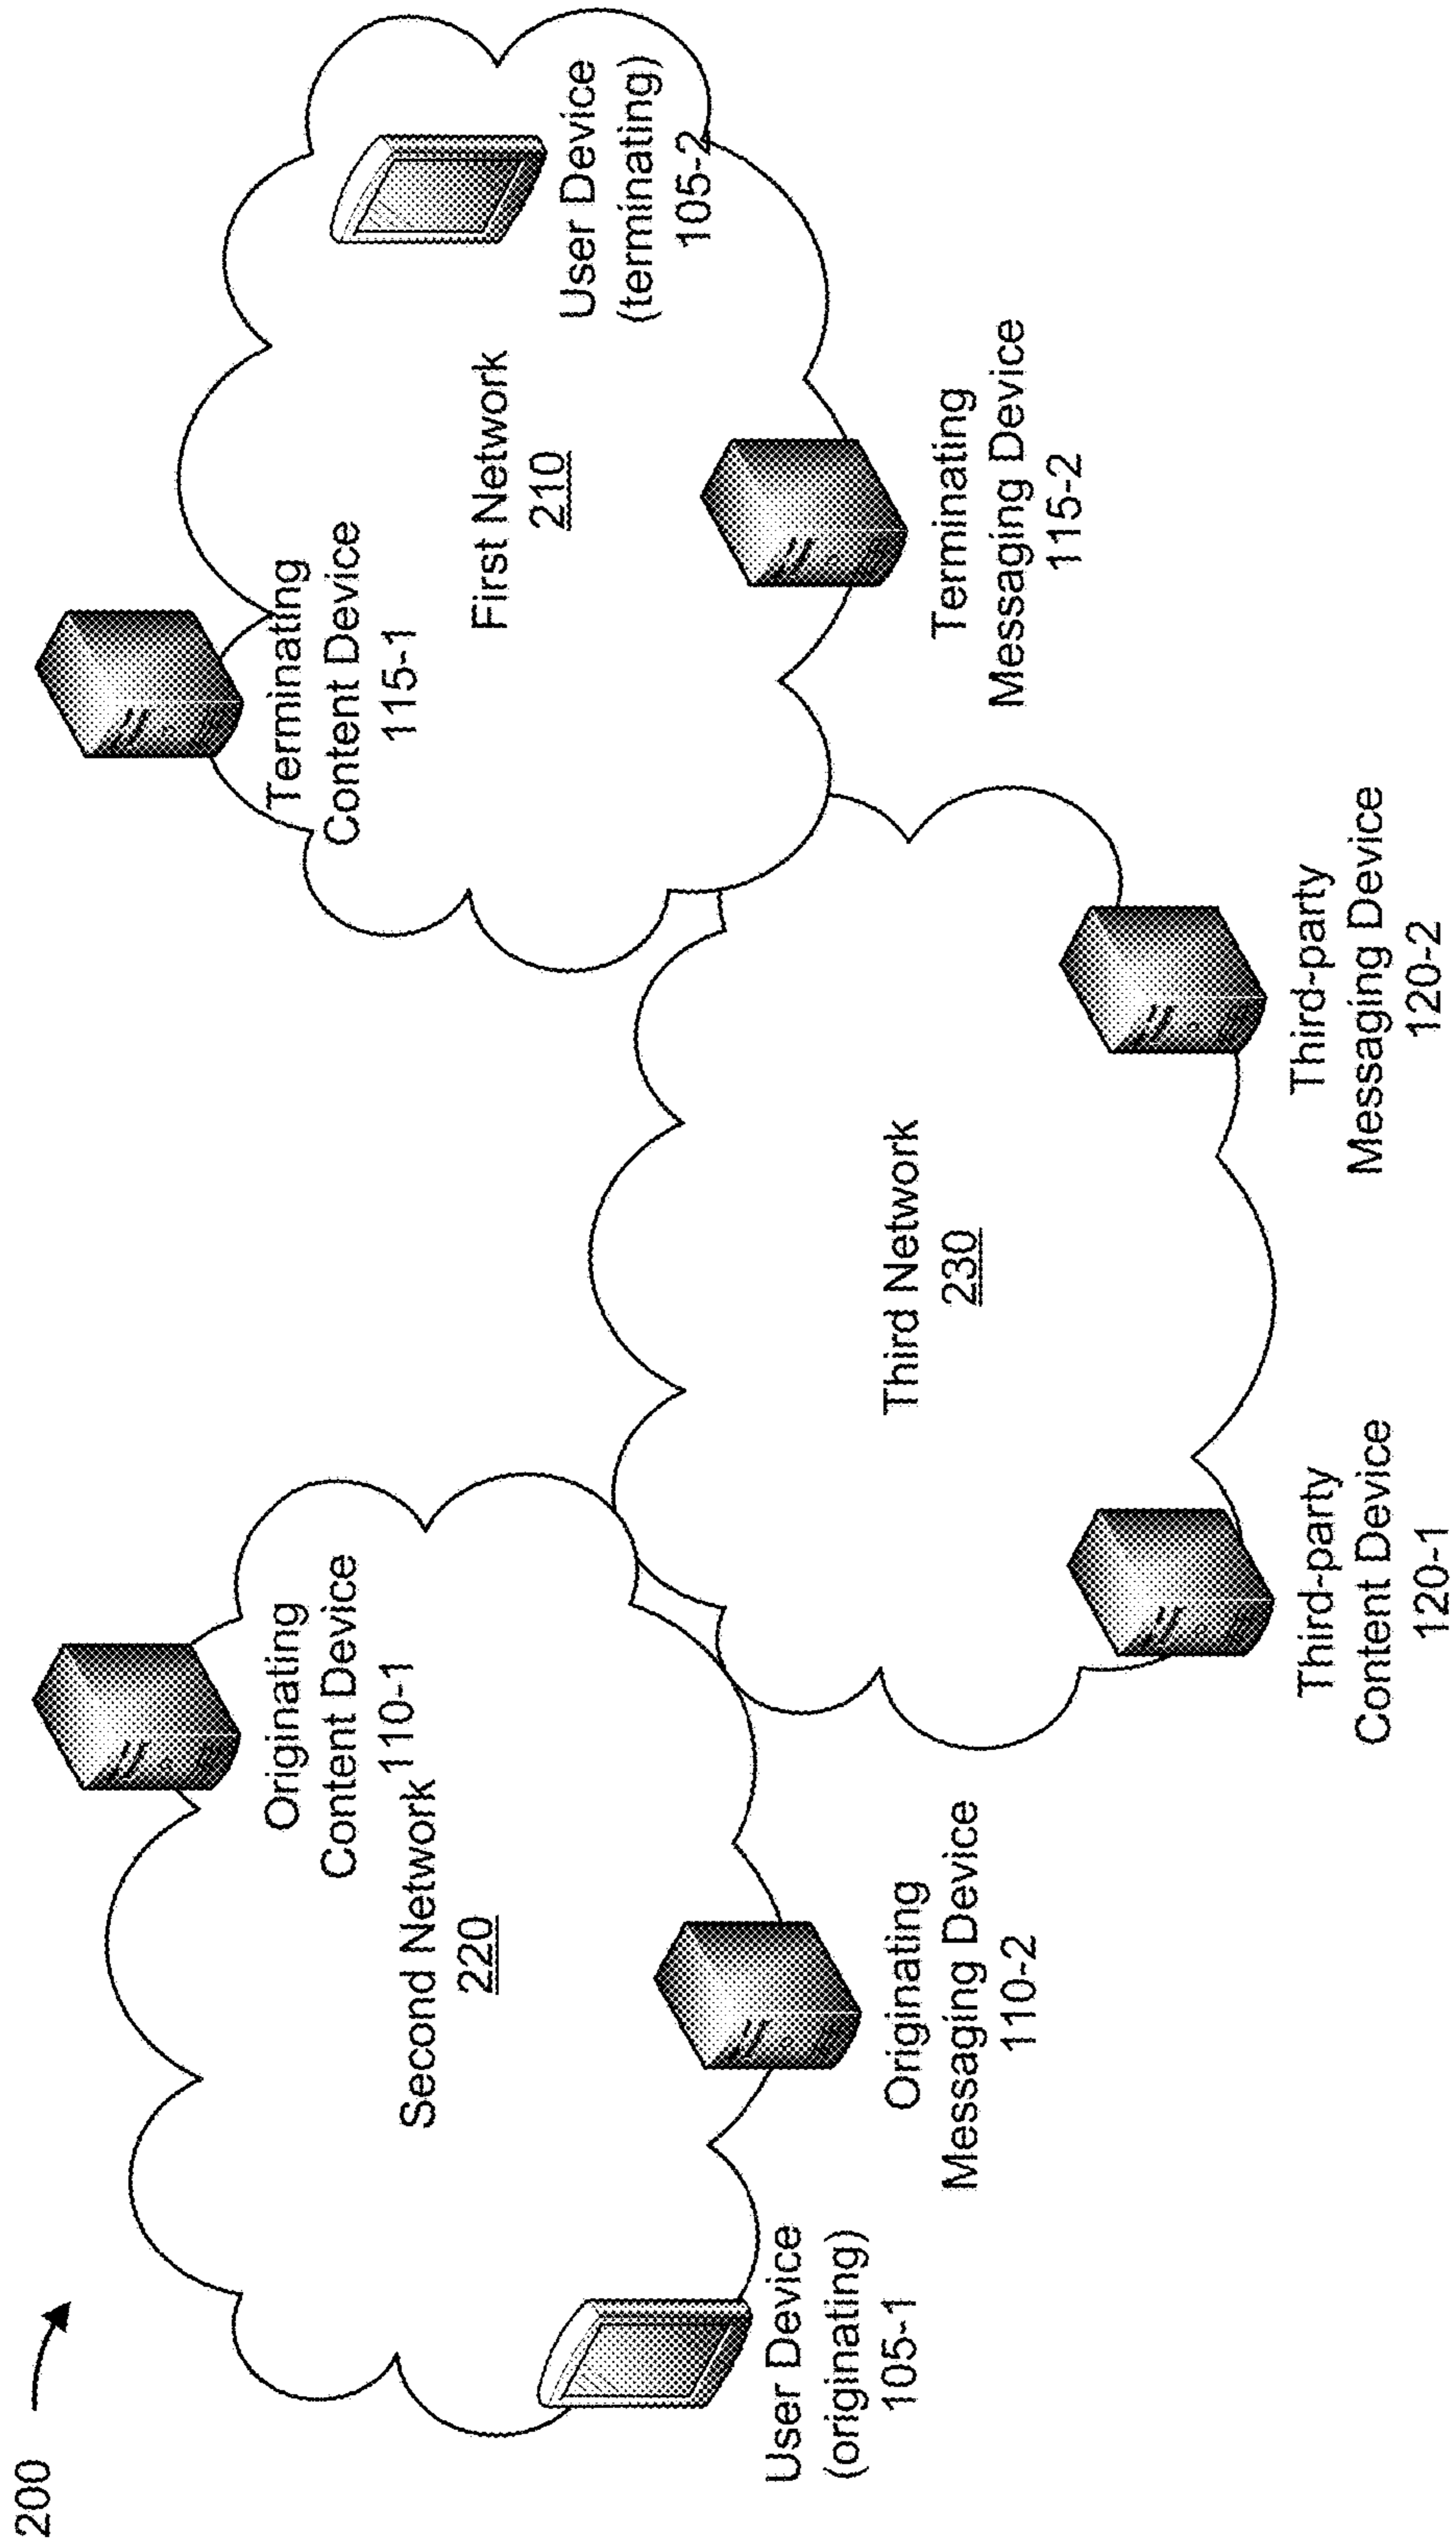 200
Originating
Content Device
110-1
Second Network
220
User Device
(originating)
105-1
Originating
Messaging Device
110-2
Terminating
Content Device
115-1
First Network
210
User Device
(terminating)
105-2
Terminating
Messaging Device
115-2
Third Network
230
Third-party
Content Device
120-1
Third-party
Messaging Device
120-2